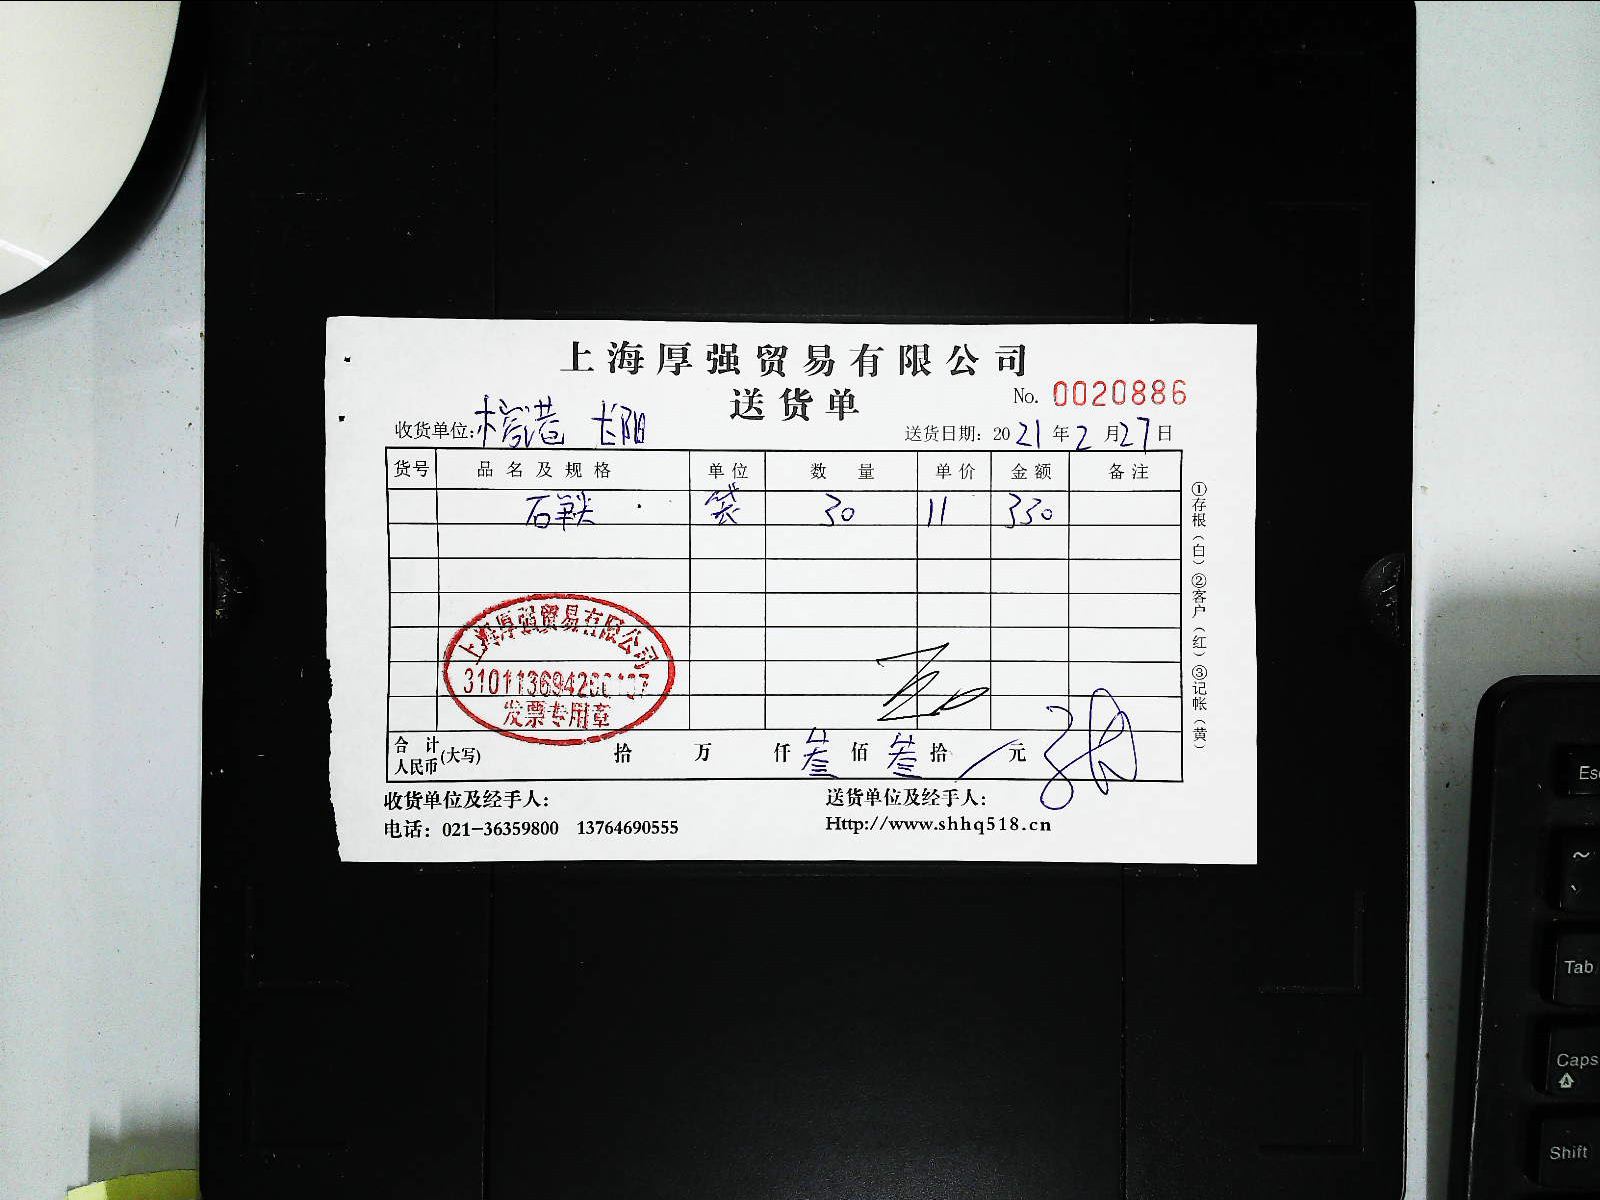 上海厚强贸易有限公司
送货单
No. 0020886
收货单位: 长阳
送货日期: 2021年2月27日
货号 品名及规格 单位 数量 单价 金额 备注
石 袋 30 11 330
①存根（白）②客户（红）③记帐（黄）
上海厚强贸易有限公司
发票专用章
合计人民币(大写) 拾 万 仟 叁 佰 叁 拾 元
收货单位及经手人:
送货单位及经手人:
电话: 021-36359800 13764690555
Http://www.shhq518.cn
Esc
~
Tab
Caps
Shift